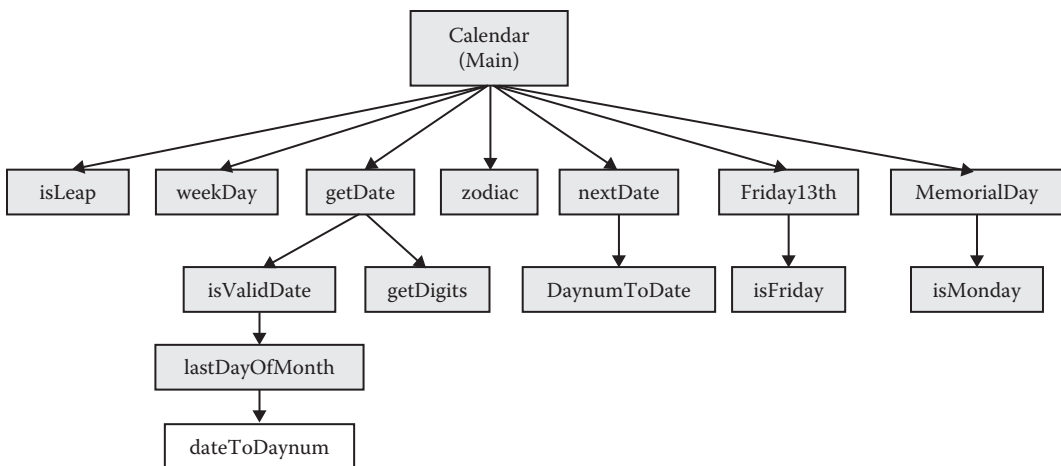 Calendar
(Main)
isLeap
weekDay
getDate
zodiac
nextDate
Friday13th
MemorialDay
isValidDate
getDigits
DaynumToDate
isFriday
isMonday
lastDayOfMonth
dateToDaynum